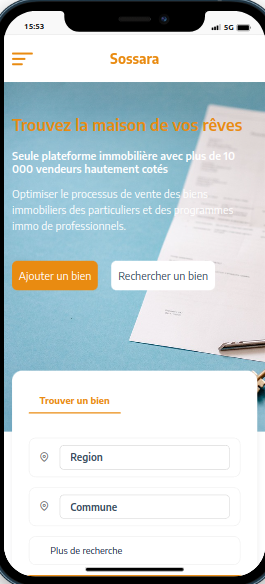 15:53
5G
Sossara
Trouvez la maison de vos rêves
Seule plateforme immobilière avec plus de 10
000 vendeurs hautement cotés
Optimiser le processus de vente des biens
immobiliers des particuliers et des programmes
immo de professionnels.
Ajouter un bien
Rechercher un bien
Trouver un bien
Region
Commune
Plus de recherche